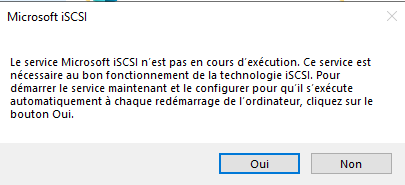 Microsoft iSCSI
Le service Microsoft iSCSI n'est pas en cours d'exécution. Ce service est
nécessaire au bon fonctionnement de la technologie iSCSI. Pour
démarrer le service maintenant et le configurer pour qu'il s'exécute
automatiquement à chaque redémarrage de l'ordinateur, cliquez sur le
bouton Oui.
Oui
Non